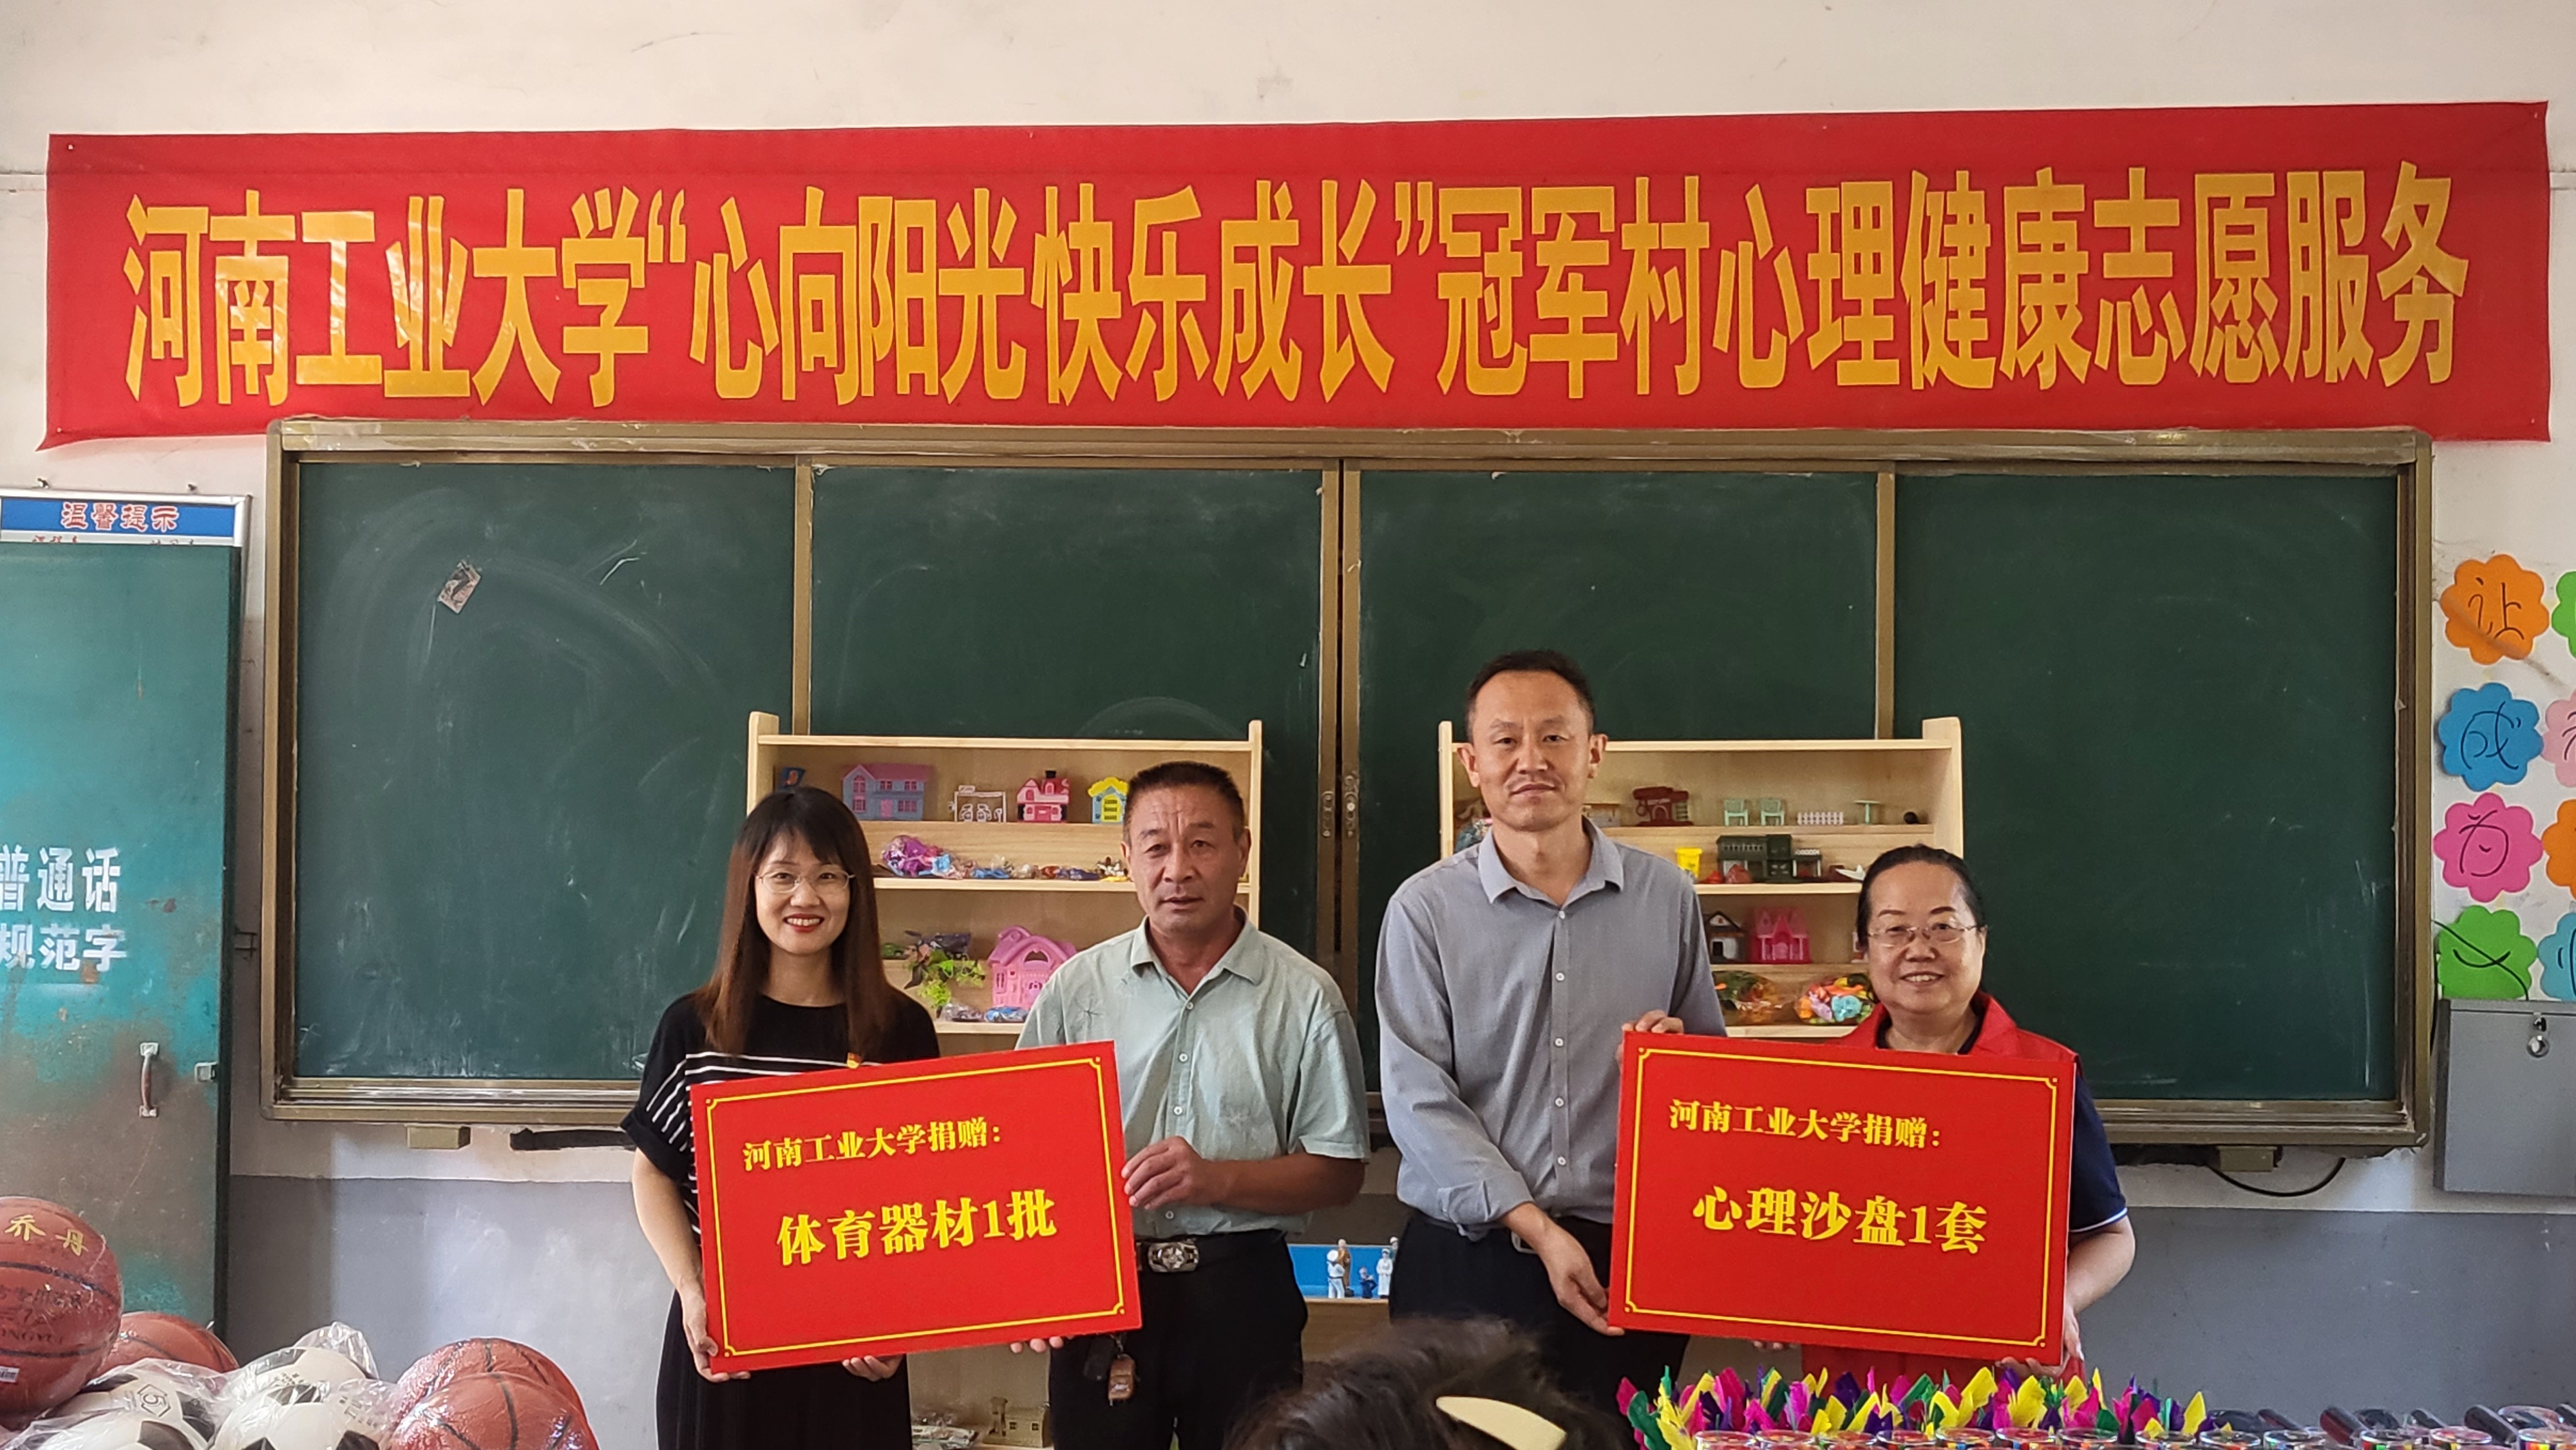 河南工业大学“心向阳光快乐成长”冠军村心理健康志愿服务
温馨提示
普通话
规范字
让
成
为
河南工业大学捐赠：
体育器材1批
河南工业大学捐赠：
心理沙盘1套
乔丹